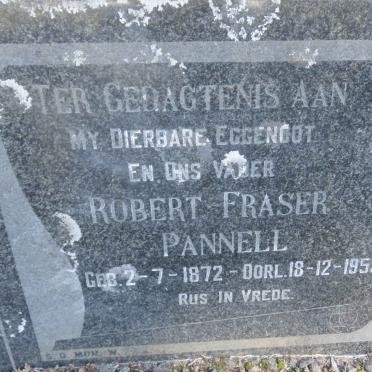 TER GEDAGTENIS AAN
MY DIERBARE EGGENOOT
EN ONS VADER
ROBERT FRASER
PANNELL
GEB. 2-7-1872 - OORL. 18-12-195
RUS IN VREDE.
S.G. MON. W.